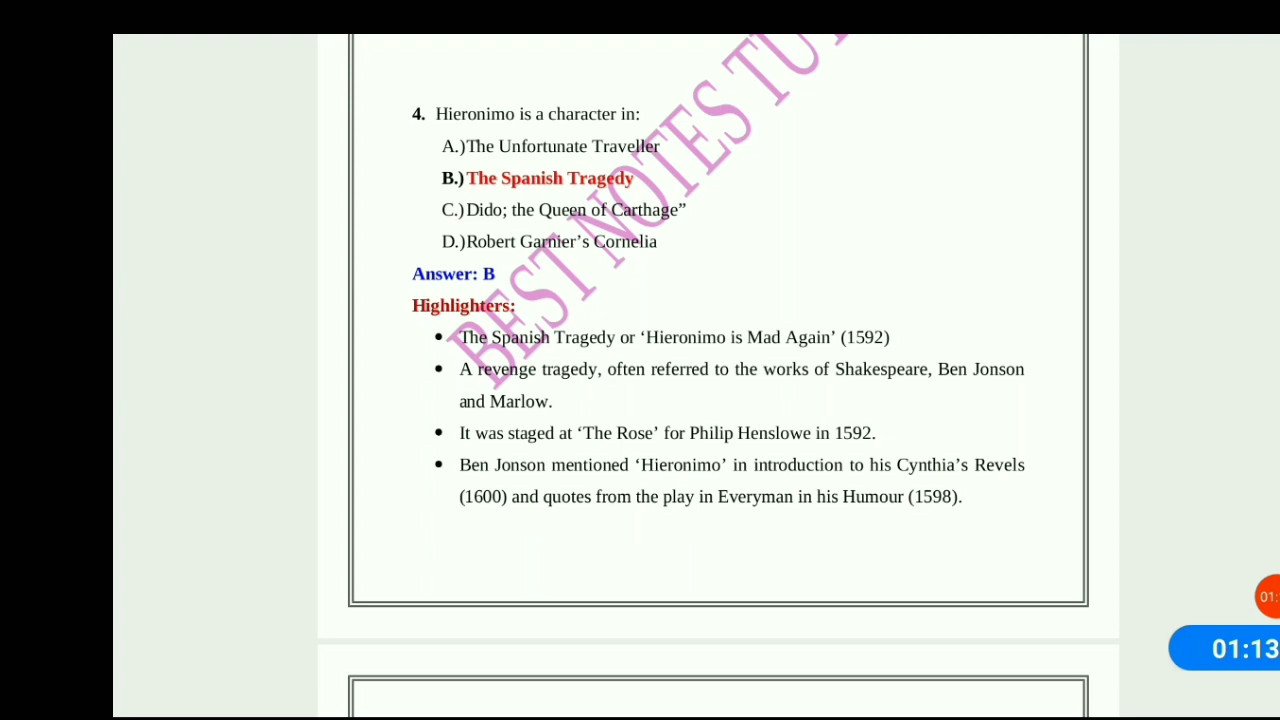 BEST NOTES TU
4. Hieronimo is a character in:
A.)The Unfortunate Traveller
B.) The Spanish Tragedy
C.) Dido; the Queen of Carthage”
D.)Robert Garnier’s Cornelia
Answer: B
Highlighters:
• The Spanish Tragedy or ‘Hieronimo is Mad Again’ (1592)
• A revenge tragedy, often referred to the works of Shakespeare, Ben Jonson
and Marlow.
• It was staged at ‘The Rose’ for Philip Henslowe in 1592.
• Ben Jonson mentioned ‘Hieronimo’ in introduction to his Cynthia’s Revels
(1600) and quotes from the play in Everyman in his Humour (1598).
01:
01:13